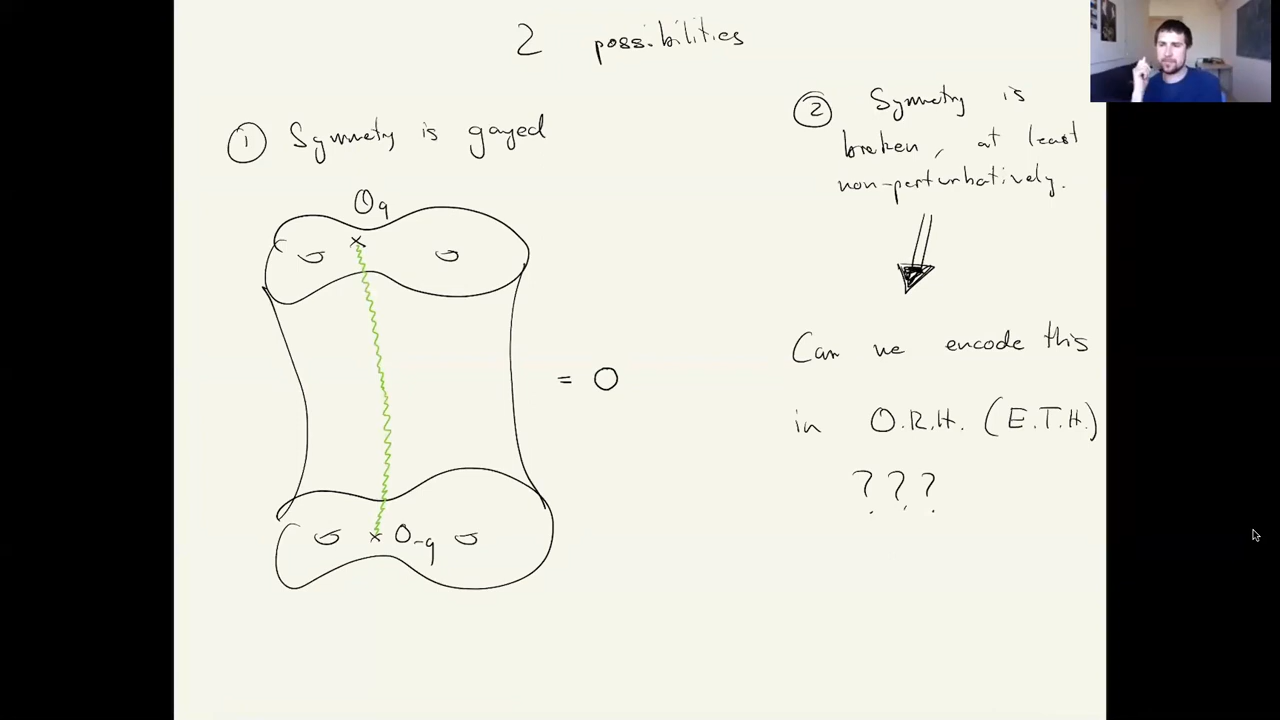 2 possibilities
① Symmetry is gauged
O_q
= 0
O_-q
② Symmetry is
broken, at least
non-perturbatively.
Can we encode this
in O.R.H. (E.T.H.)
???